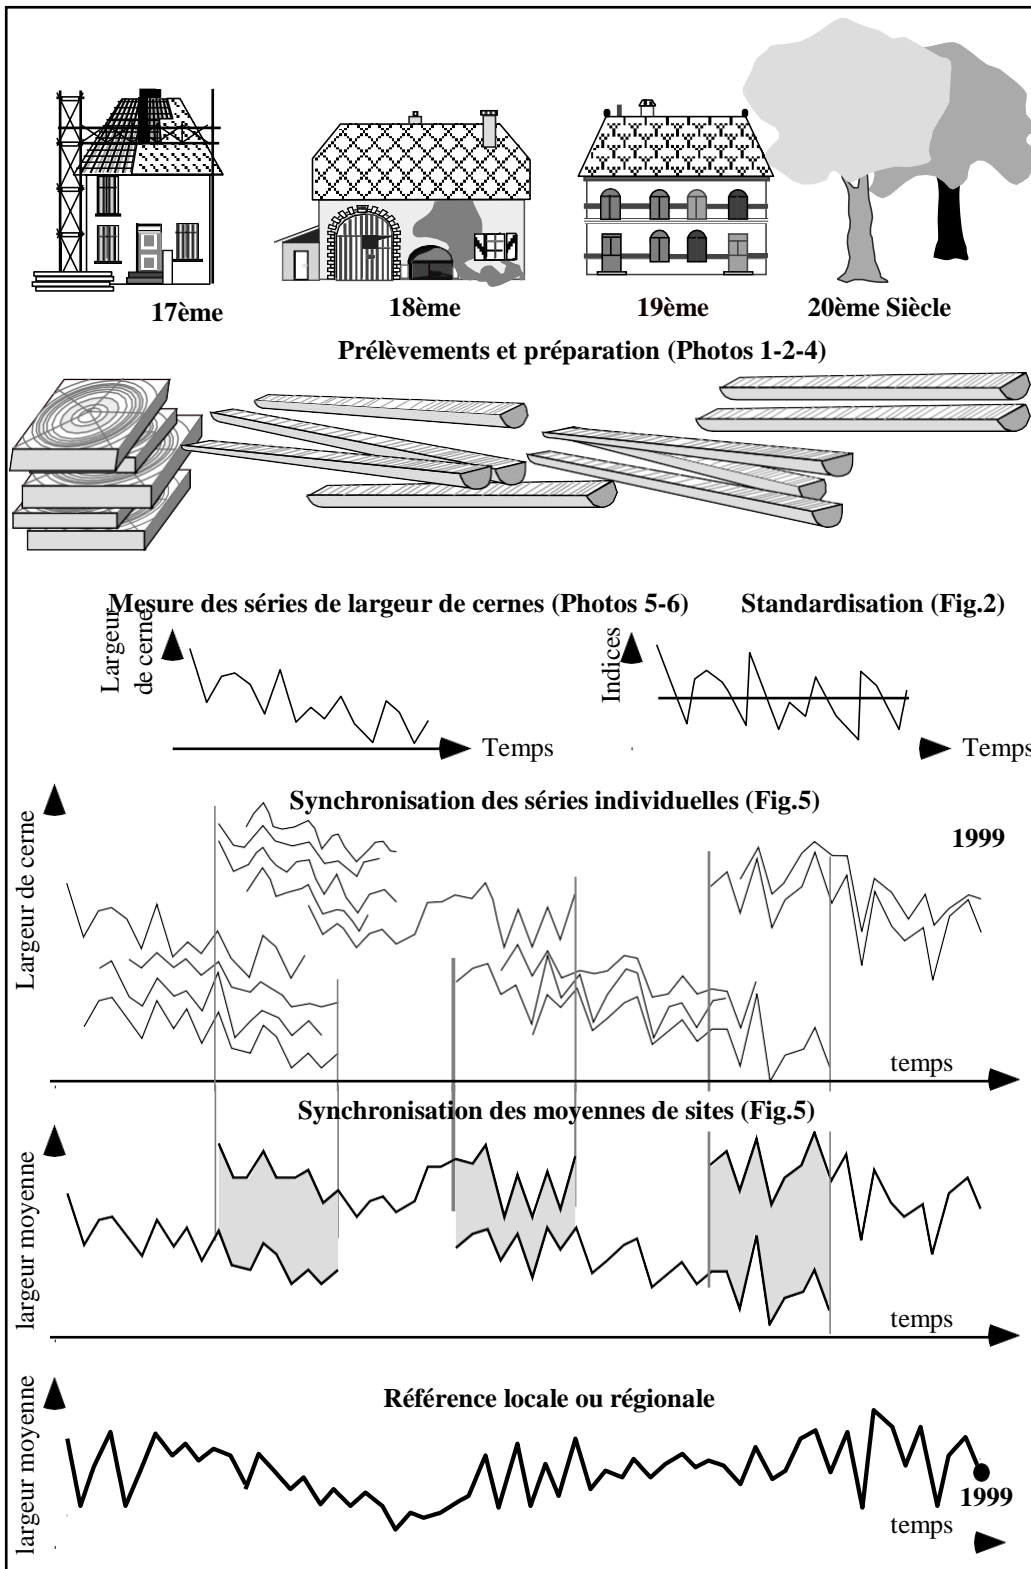 17ème
18ème
19ème
20ème Siècle
Prélèvements et préparation (Photos 1-2-4)
Mesure des séries de largeur de cernes (Photos 5-6)
Standardisation (Fig.2)
Largeur
de cerne
Temps
Indices
Temps
Synchronisation des séries individuelles (Fig.5)
1999
Largeur de cerne
temps
Synchronisation des moyennes de sites (Fig.5)
largeur moyenne
temps
Référence locale ou régionale
largeur moyenne
1999
temps